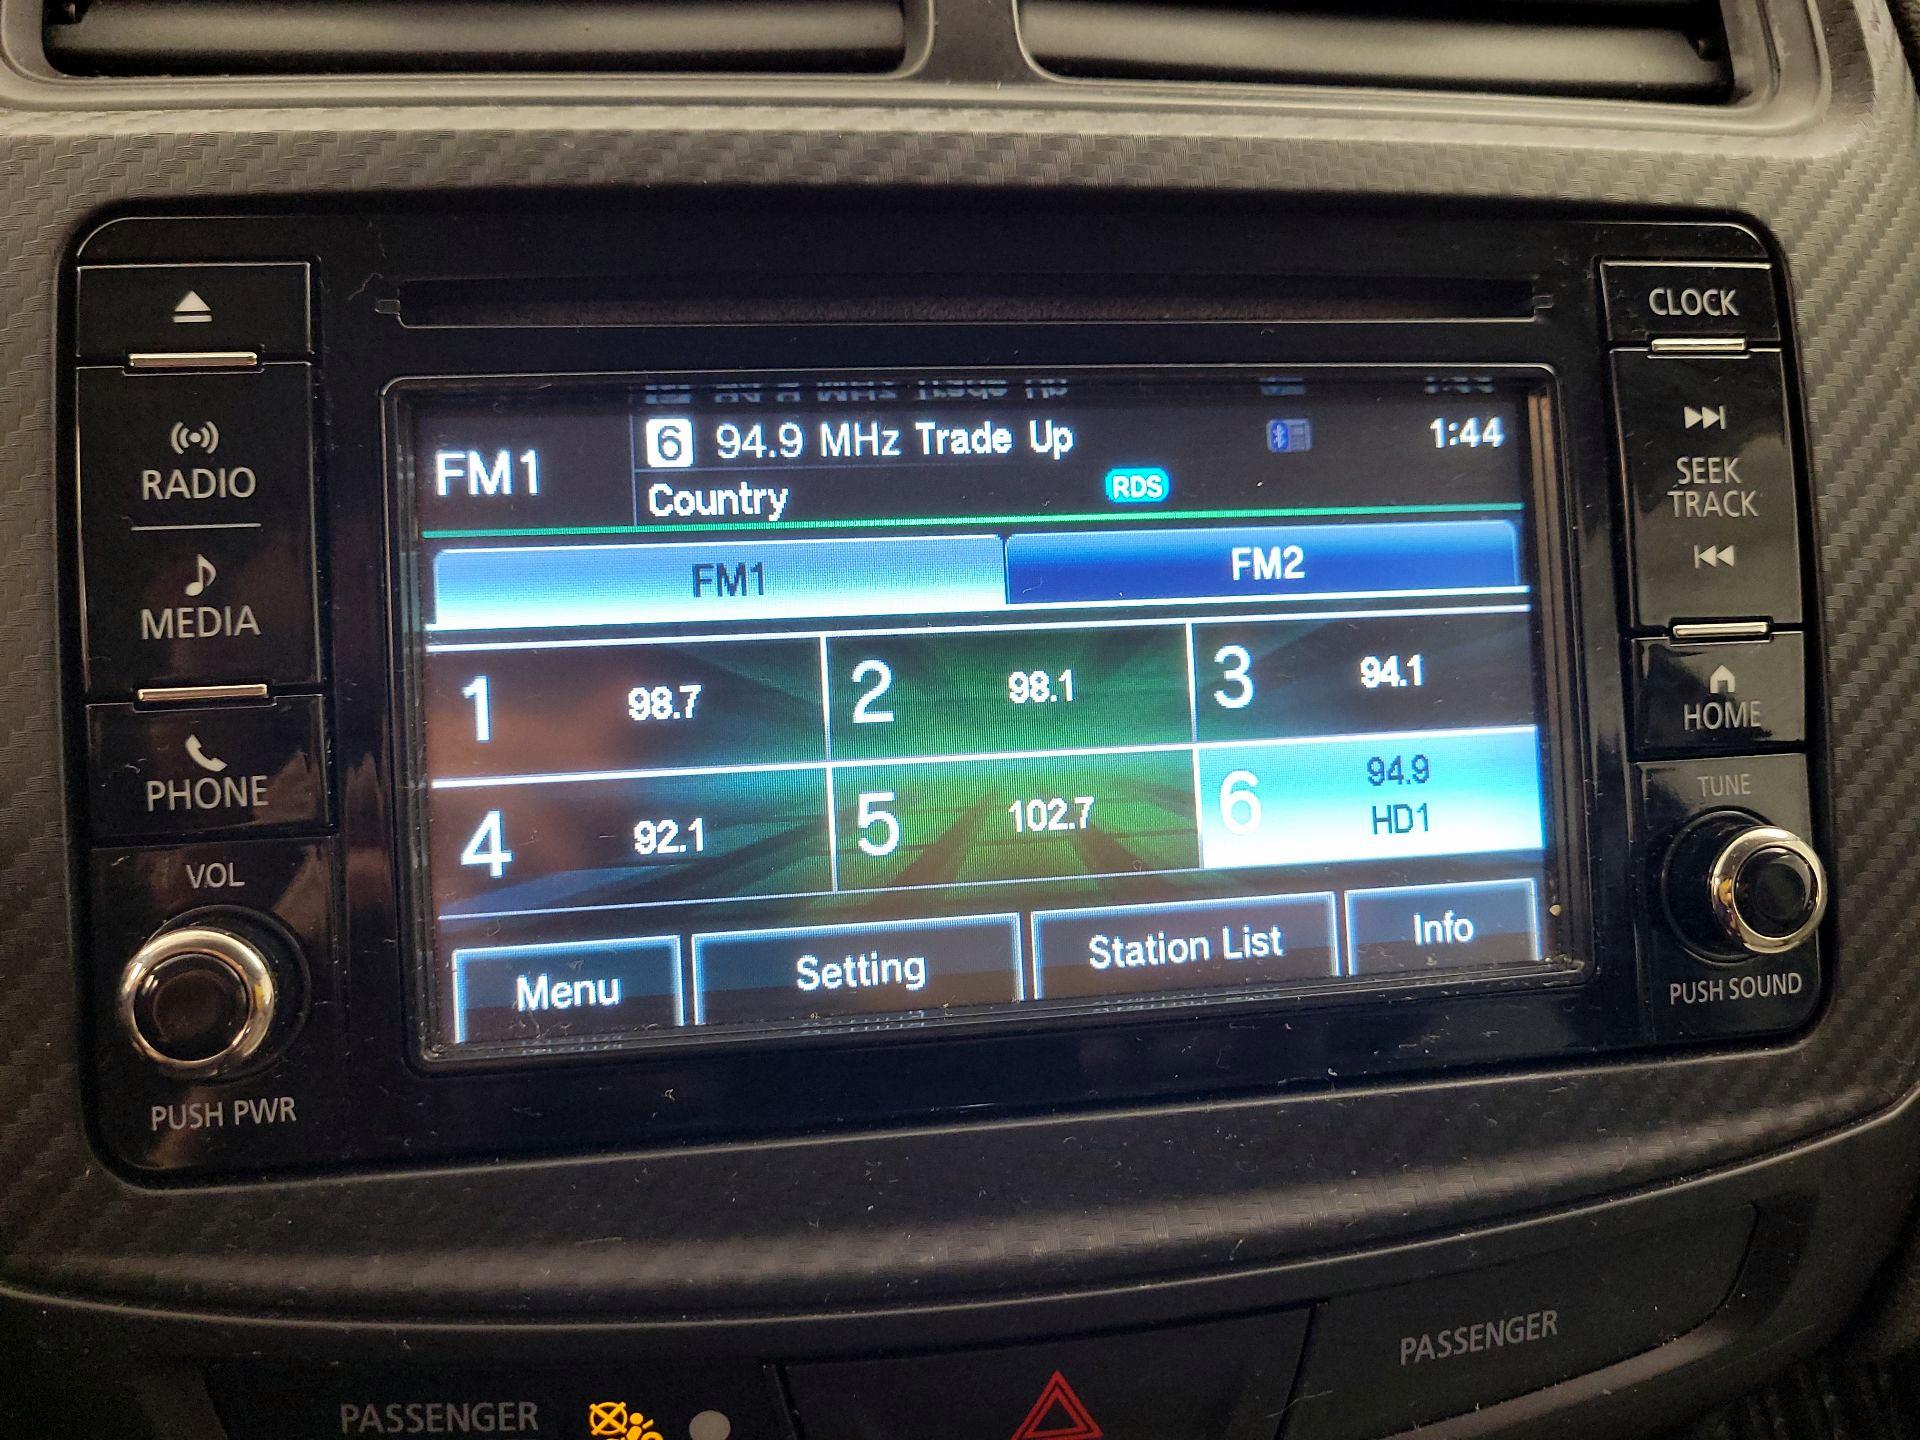 CLOCK
RADIO
MEDIA
PHONE
VOL
PUSH PWR
FM1
6 94.9 MHz Trade Up
1:44
Country
RDS
FM1
FM2
1 98.7
2 98.1
3 94.1
4 92.1
5 102.7
6 94.9
HD1
Menu
Setting
Station List
Info
SEEK
TRACK
HOME
TUNE
PUSH SOUND
PASSENGER
PASSENGER